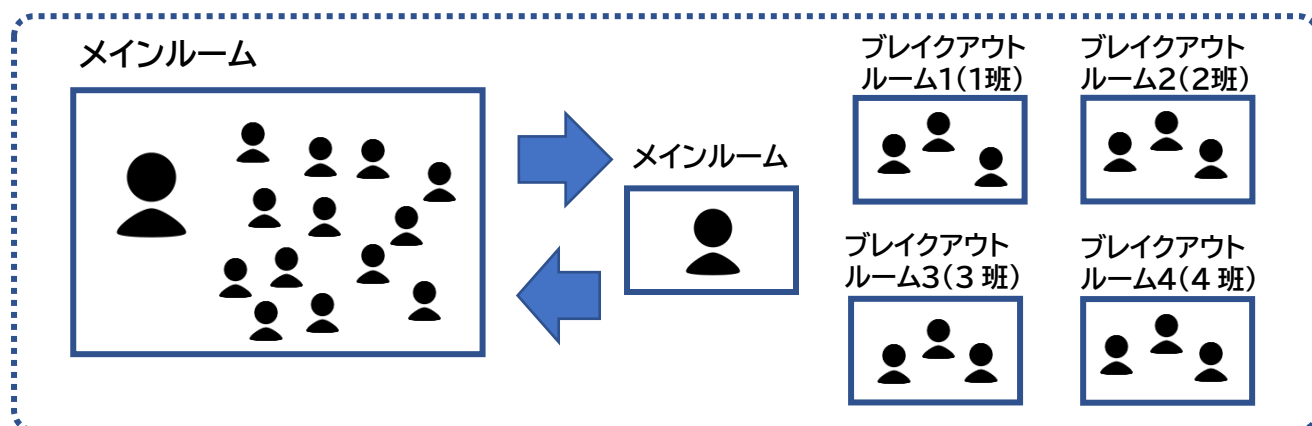 メインルーム
メインルーム
ブレイクアウト
ルーム1(1班)
ブレイクアウト
ルーム2(2班)
ブレイクアウト
ルーム3(3 班)
ブレイクアウト
ルーム4(4 班)